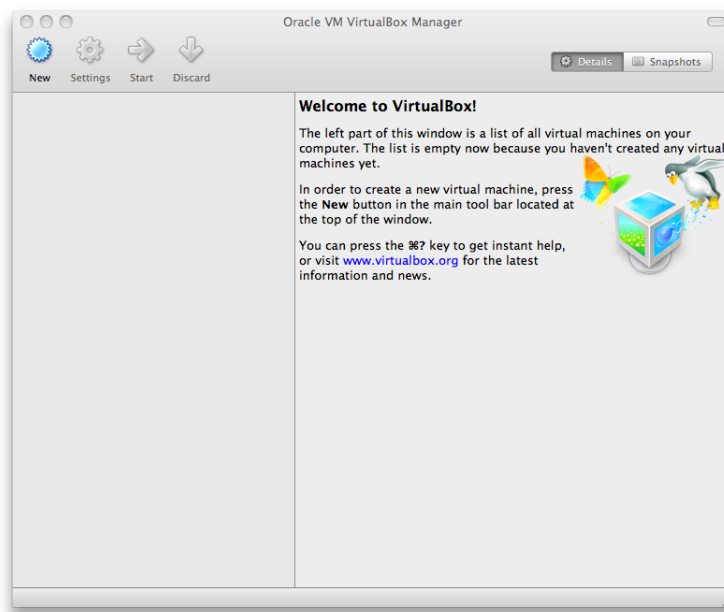 Oracle VM VirtualBox Manager
New Settings Start Discard
Details Snapshots
Welcome to VirtualBox!
The left part of this window is a list of all virtual machines on your
computer. The list is empty now because you haven't created any virtual
machines yet.
In order to create a new virtual machine, press
the New button in the main tool bar located at
the top of the window.
You can press the ⌘? key to get instant help,
or visit www.virtualbox.org for the latest
information and news.